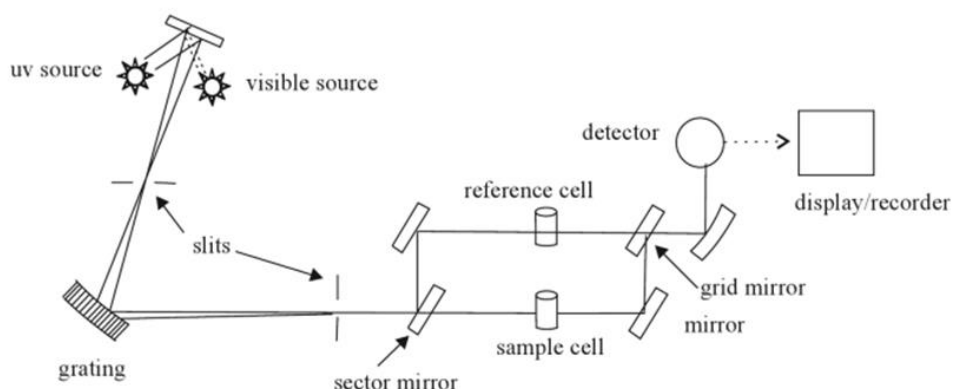 uv source
visible source
detector
display/recorder
reference cell
slits
grid mirror
mirror
sample cell
grating
sector mirror